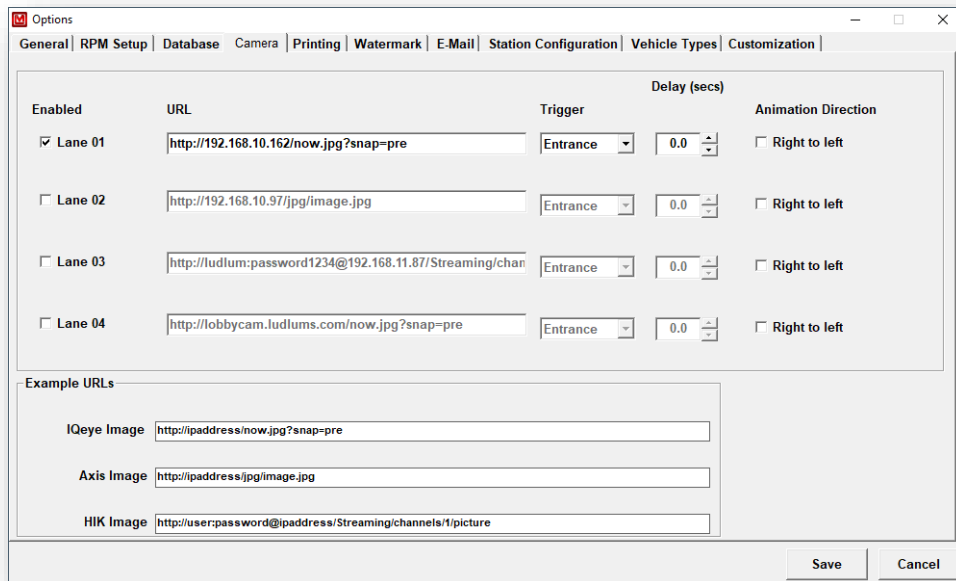 Options
General RPM Setup Database Camera Printing Watermark E-Mail Station Configuration Vehicle Types Customization
Delay (secs)
Enabled URL Trigger Animation Direction
Lane 01 http://192.168.10.162/now.jpg?snap=pre Entrance 0.0 Right to left
Lane 02 http://192.168.10.97/jpg/image.jpg Entrance 0.0 Right to left
Lane 03 http://ludlum:password1234@192.168.11.87/Streaming/chan Entrance 0.0 Right to left
Lane 04 http://lobbycam.ludlums.com/now.jpg?snap=pre Entrance 0.0 Right to left
Example URLs
IQeye Image http://ipaddress/now.jpg?snap=pre
Axis Image http://ipaddress/jpg/image.jpg
HIK Image http://user:password@ipaddress/Streaming/channels/1/picture
Save Cancel